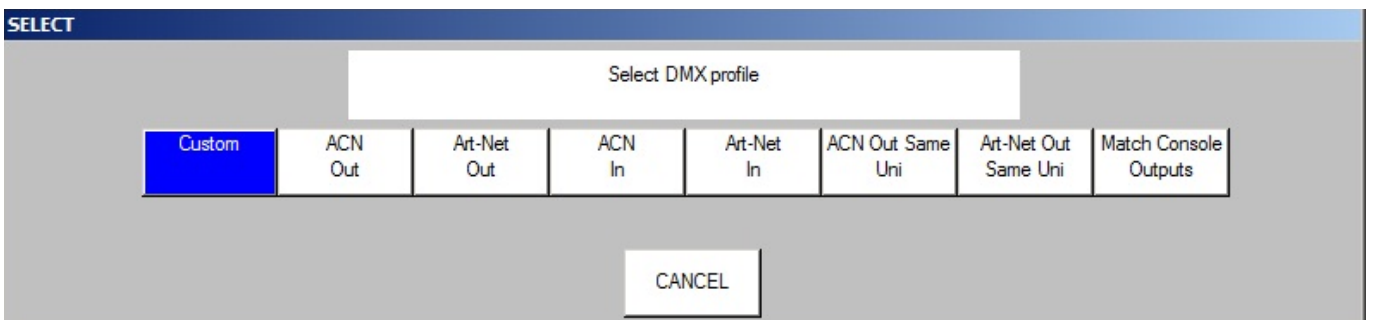 SELECT
Select DMX profile
Custom
ACN
Out
Art-Net
Out
ACN
In
Art-Net
In
ACN Out Same
Uni
Art-Net Out
Same Uni
Match Console
Outputs
CANCEL